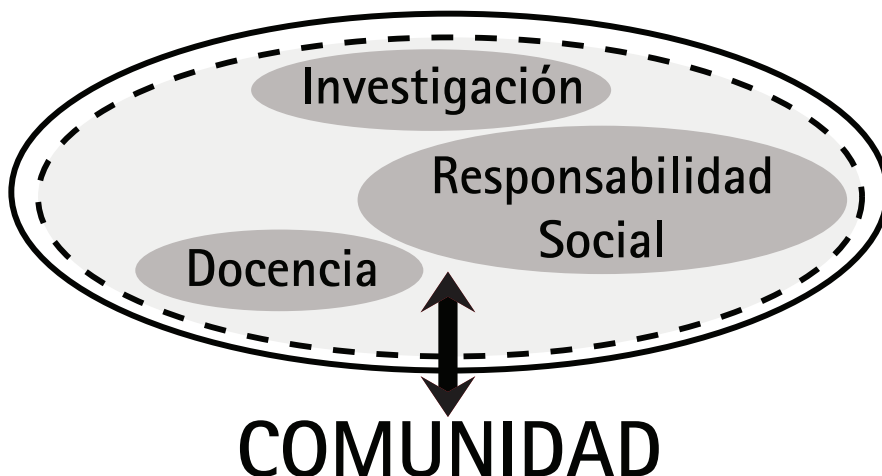 Investigación
Responsabilidad
Social
Docencia
COMUNIDAD